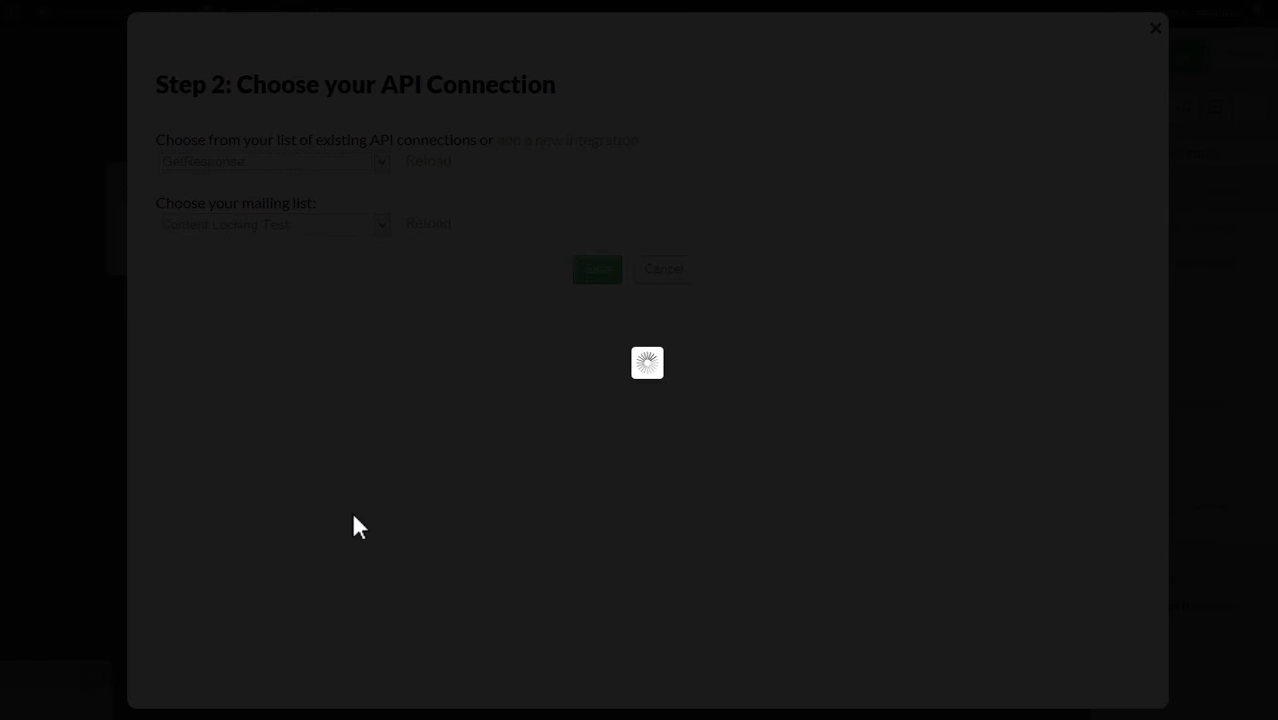 Step 2: Choose your API Connection
Choose from your list of existing API connections or add a new integration
GetResponse Reload
Choose your mailing list:
Content Locking Test Reload
Save Cancel